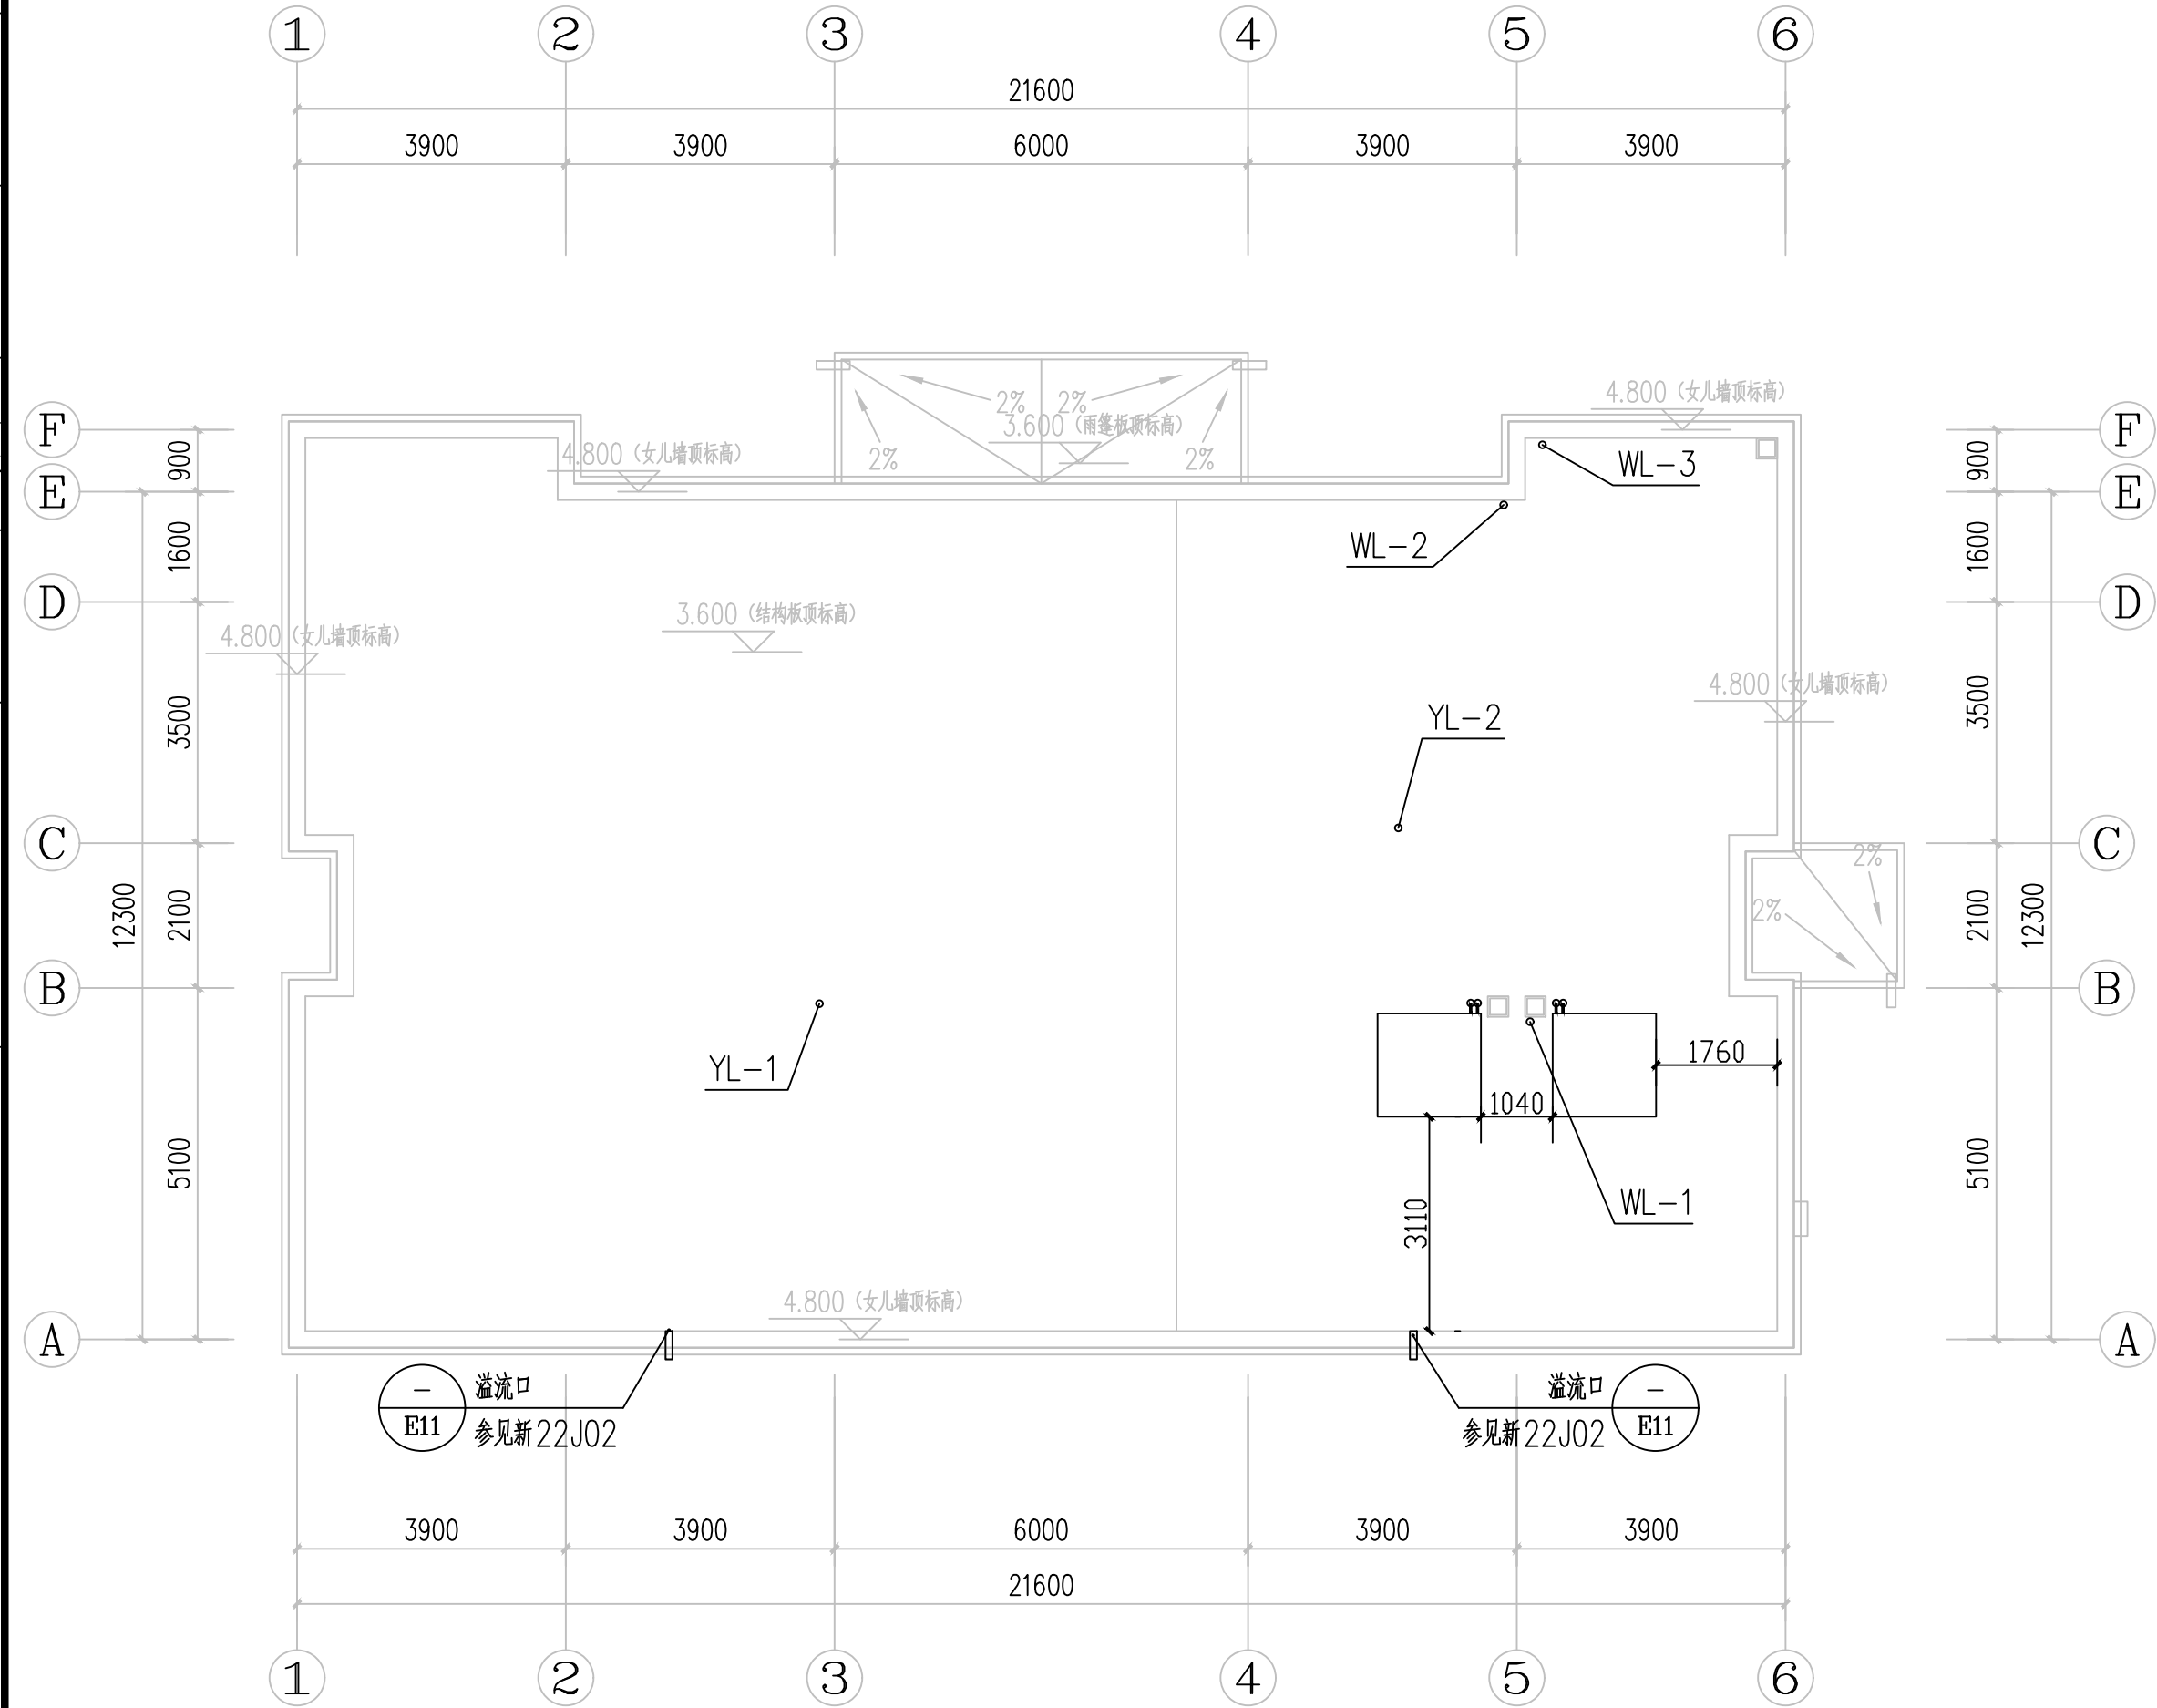 1 2 3 4 5 6
21600
3900 3900 6000 3900 3900
4.800 (女儿墙顶标高)
2% 2%
3.600 (雨篷板顶标高)
F 900 4.800 (女儿墙顶标高) 2% 2% WL-3 900 F
E E
1600 WL-2 1600
D D
3.600 (结构板顶标高)
4.800 (女儿墙顶标高)
4.800 (女儿墙顶标高)
3500 YL-2 3500
C 2% C
12300 2100 2% 2100 12300
B B
YL-1 1760
1040
5100 WL-1 5100
3110
4.800 (女儿墙顶标高)
A A
- 溢流口 溢流口 -
E11 参见新22J02 参见新22J02 E11
3900 3900 6000 3900 3900
21600
1 2 3 4 5 6